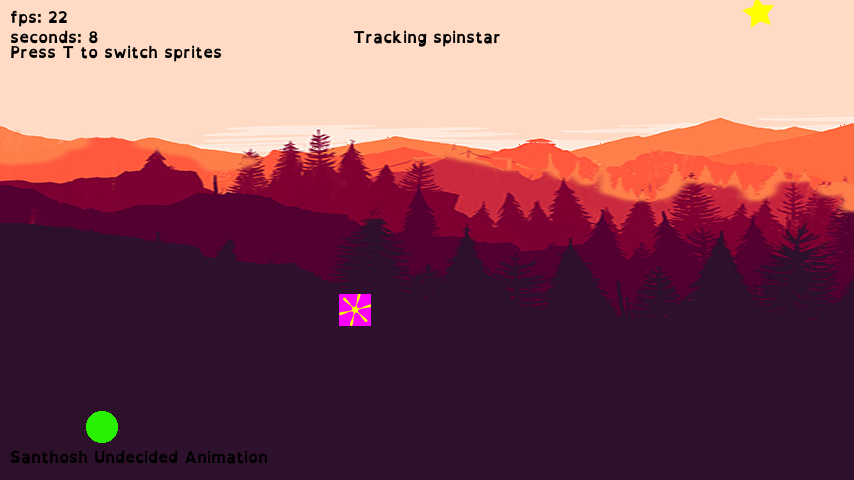 fps: 22
seconds: 8
Press T to switch sprites
Tracking spinstar
Santhosh Undecided Animation